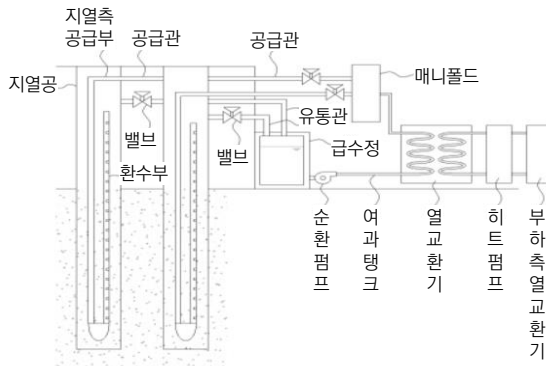 지열측
공급부
공급관
공급관
지열공
매니폴드
유통관
밸브
밸브
급수정
환수부
순환펌프
여과탱크
열교환기
히트펌프
부하측열교환기